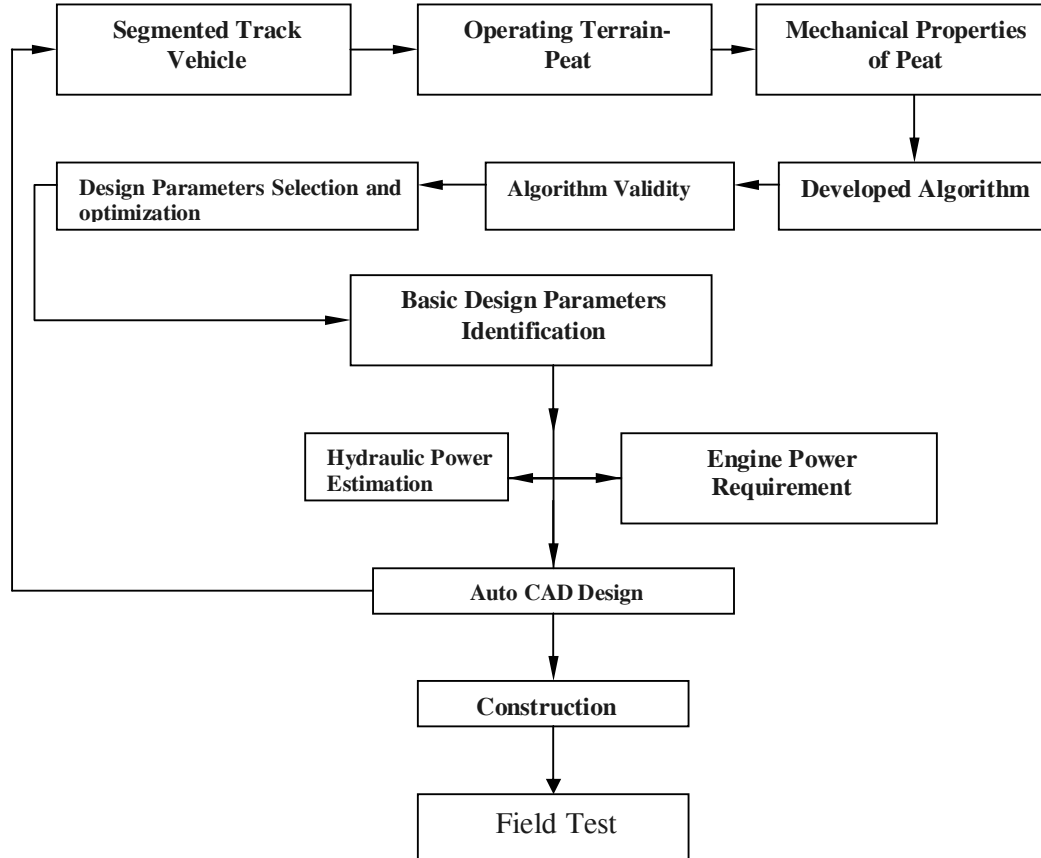 Segmented Track
Vehicle
Operating Terrain-
Peat
Mechanical Properties
of Peat
Design Parameters Selection and
optimization
Algorithm Validity
Developed Algorithm
Basic Design Parameters
Identification
Hydraulic Power
Estimation
Engine Power
Requirement
Auto CAD Design
Construction
Field Test